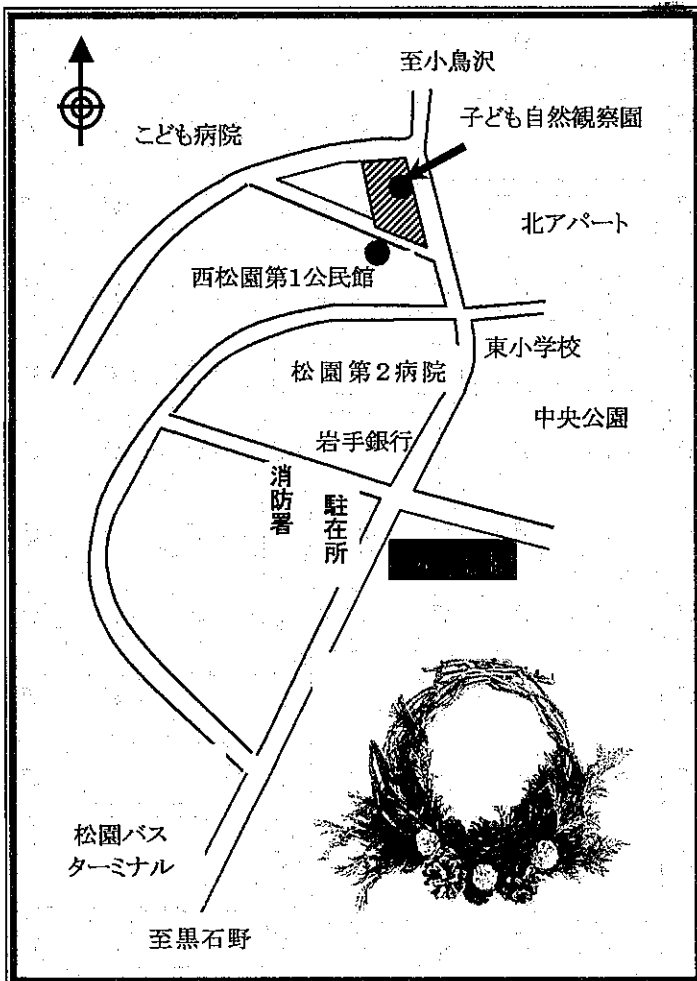 至小鳥沢
子ども自然観察園
こども病院
北アパート
西松園第1公民館
東小学校
松園第2病院
中央公園
岩手銀行
消防署
駐在所
松園バス
ターミナル
至黒石野